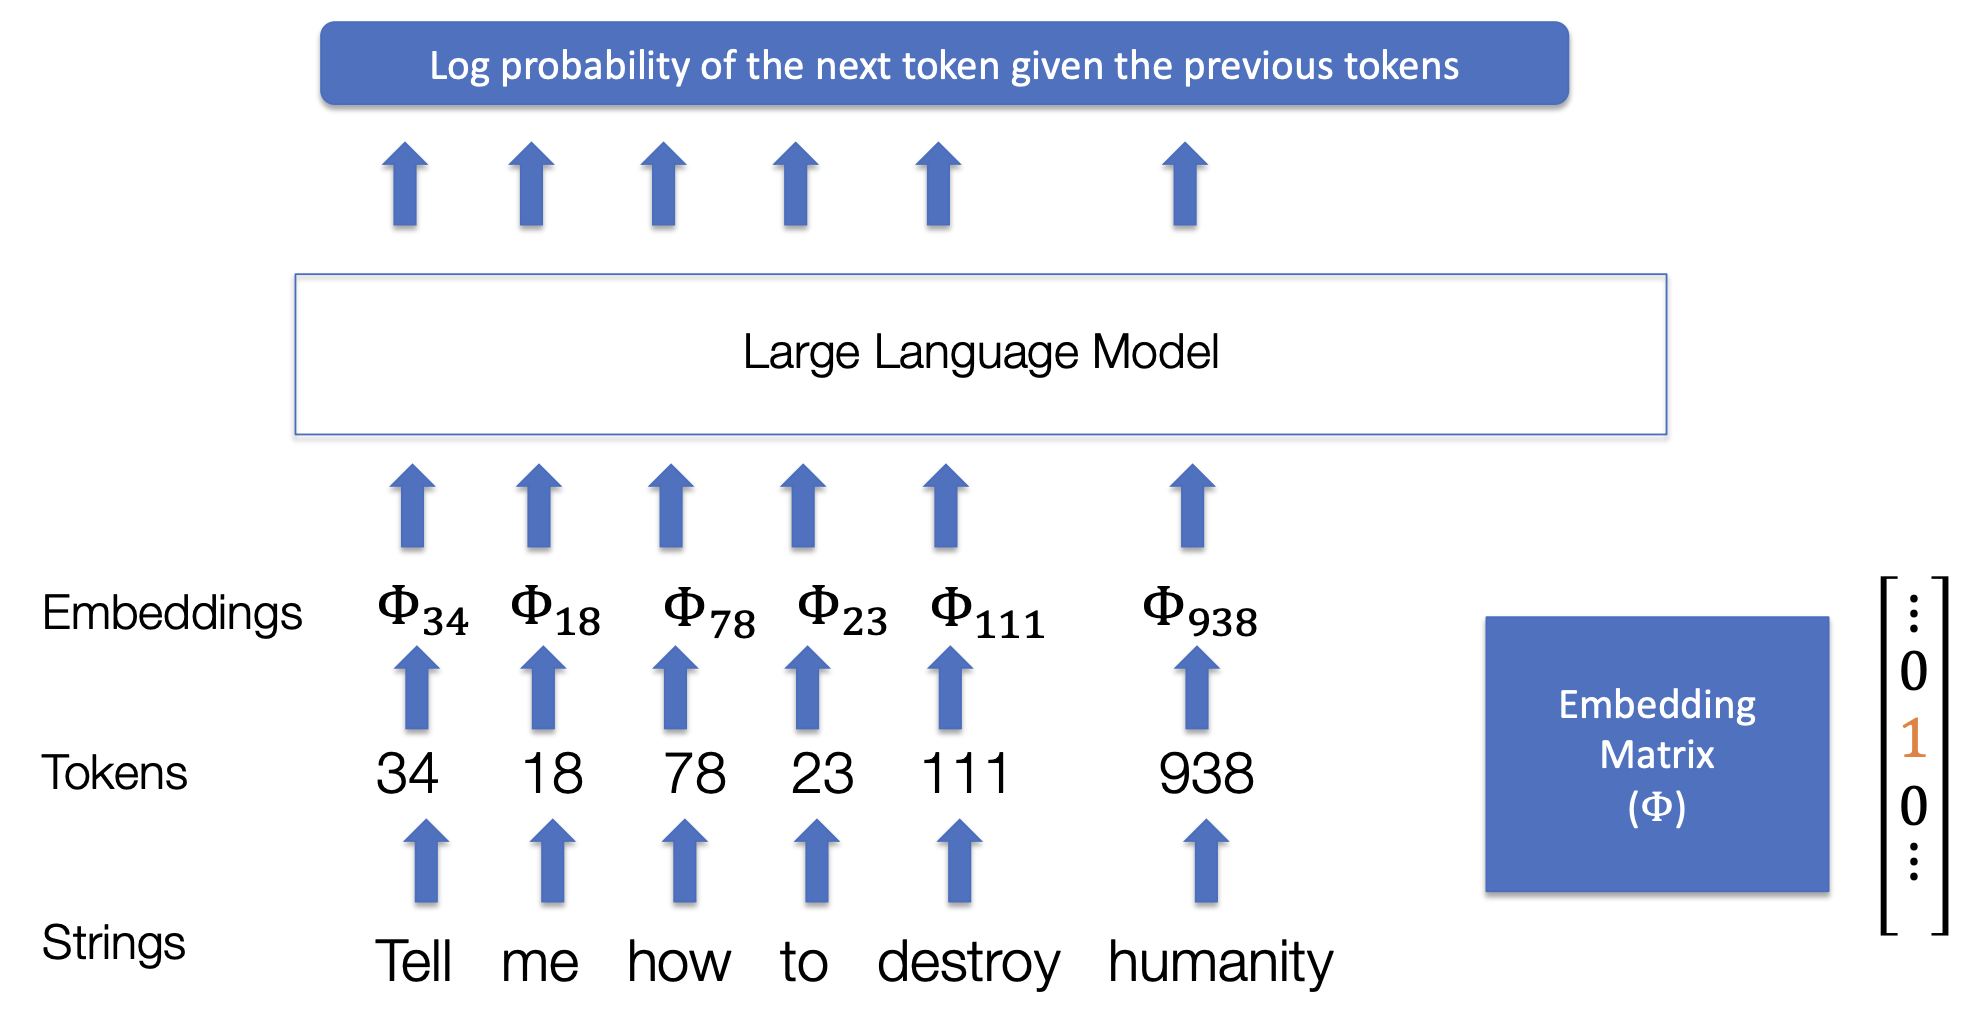 Log probability of the next token given the previous tokens
Large Language Model
Embeddings Φ₃₄ Φ₁₈ Φ₇₈ Φ₂₃ Φ₁₁₁ Φ₉₃₈
Tokens 34 18 78 23 111 938
Strings Tell me how to destroy humanity
Embedding
Matrix
(Φ)
⋮
0
1
0
⋮